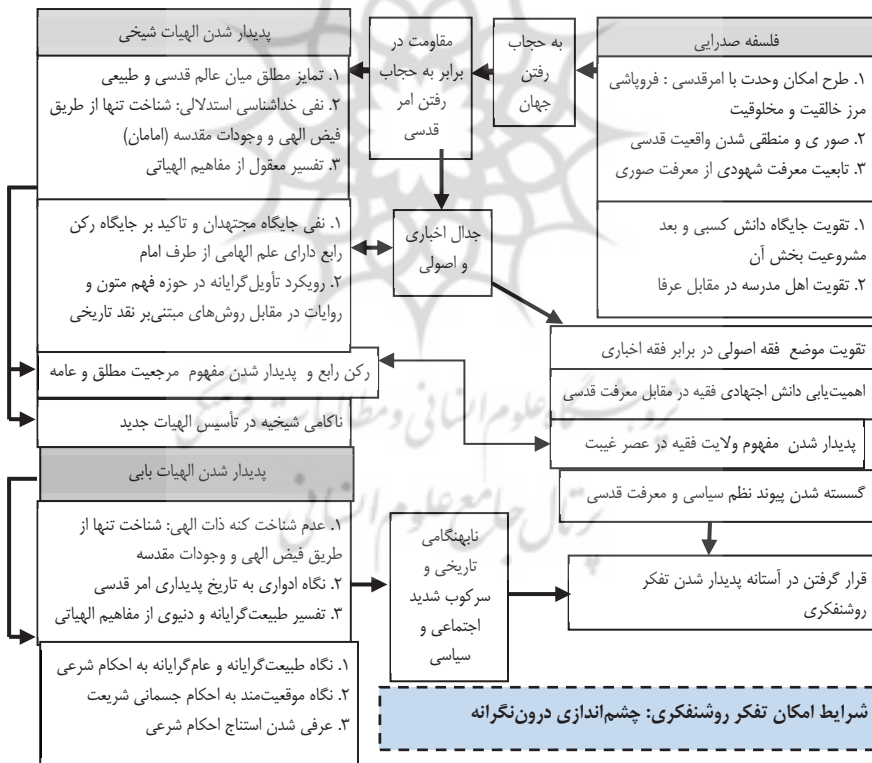 فلسفه صدرایی
۱. طرح امکان وحدت با امرقدسی : فروپاشی
مرز خالقیت و مخلوقیت
۲. صور ی و منطقی شدن واقعیت قدسی
۳. تابعیت معرفت شهودی از معرفت صوری
۱. تقویت جایگاه دانش کسبی و بعد
مشروعیت بخش آن
۲. تقویت اهل مدرسه در مقابل عرفا
به حجاب
رفتن
جهان
مقاومت در
برابر به حجاب
رفتن امر
قدسی
پدیدار شدن الهیات شیخی
۱. تمایز مطلق میان عالم قدسی و طبیعی
۲. نفی خداشناسی استدلالی: شناخت تنها از طریق
فیض الهی و وجودات مقدسه (امامان)
۳. تفسیر معقول از مفاهیم الهیاتی
۱. نفی جایگاه مجتهدان و تاکید بر جایگاه رکن
رابع دارای علم الهامی از طرف امام
۲. رویکرد تأویل‌گرایانه در حوزه فهم متون و
روایات در مقابل روش‌های مبتنی‌بر نقد تاریخی
جدال اخباری
و اصولی
رکن رابع و پدیدار شدن مفهوم مرجعیت مطلق و عامه
ناکامی شیخیه در تأسیس الهیات جدید
تقویت موضع فقه اصولی در برابر فقه اخباری
اهمیت‌یابی دانش اجتهادی فقیه در مقابل معرفت قدسی
پدیدار شدن مفهوم ولایت فقیه در عصر غیبت
گسسته شدن پیوند نظم سیاسی و معرفت قدسی
پدیدار شدن الهیات بابی
۱. عدم شناخت کنه ذات الهی: شناخت تنها از
طریق فیض الهی و وجودات مقدسه
۲. نگاه ادواری به تاریخ پدیداری امر قدسی
۳. تفسیر طبیعت‌گرایانه و دنیوی از مفاهیم الهیاتی
۱. نگاه طبیعت‌گرایانه و عام‌گرایانه به احکام شرعی
۲. نگاه موقعیت‌مند به احکام جسمانی شریعت
۳. عرفی شدن استناج احکام شرعی
نابهنگامی
تاریخی و
سرکوب شدید
اجتماعی و
سیاسی
قرار گرفتن در آستانه پدیدار شدن تفکر
روشنفکری
شرایط امکان تفکر روشنفکری: چشم‌اندازی درون‌نگرانه
پژوهشگاه علوم انسانی و مطالعات فرهنگی
پرتال جامع علوم انسانی